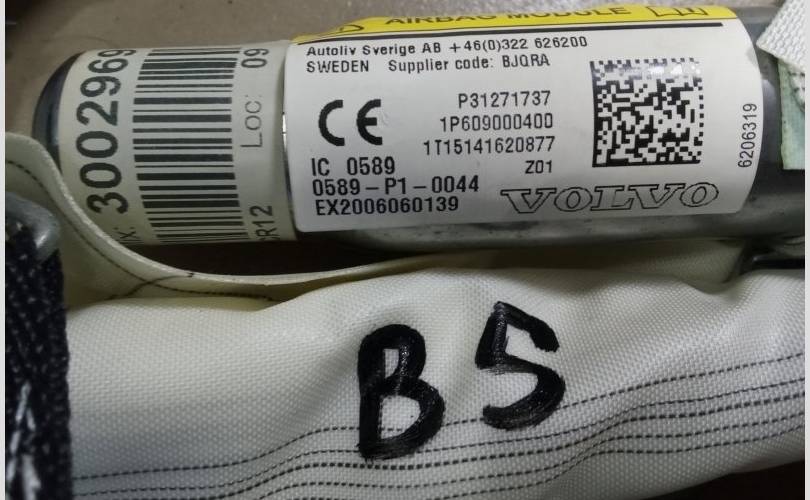 AIRBAG MODULE
Autoliv Sverige AB +46(0)322 626200
SWEDEN Supplier code: BJQRA
P31271737
1P609000400
1T15141620877
IC 0589
Z01
0589-P1-0044
EX2006060139
VOLVO
6206319
3002969
LOC: 09
CR12
B5